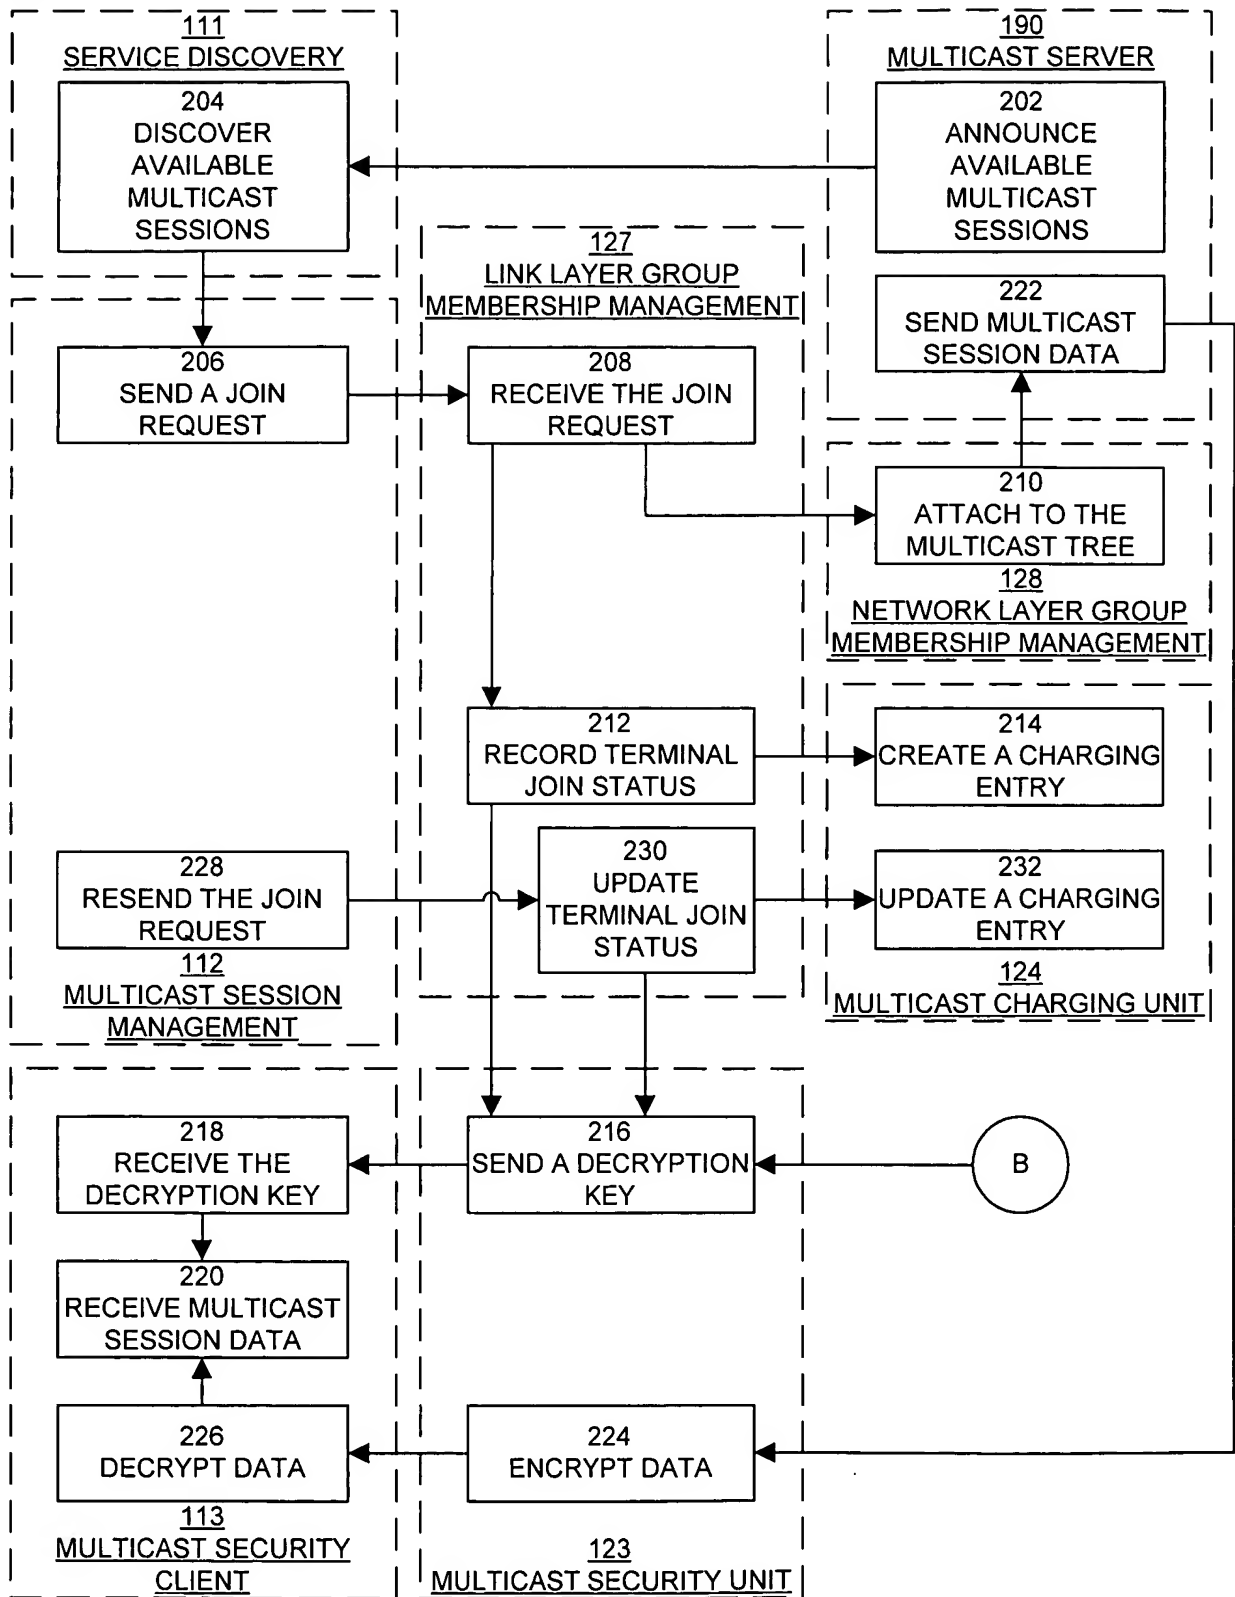 111
SERVICE DISCOVERY
204
DISCOVER
AVAILABLE
MULTICAST
SESSIONS
190
MULTICAST SERVER
202
ANNOUNCE
AVAILABLE
MULTICAST
SESSIONS
127
LINK LAYER GROUP
MEMBERSHIP MANAGEMENT
222
SEND MULTICAST
SESSION DATA
206
SEND A JOIN
REQUEST
208
RECEIVE THE JOIN
REQUEST
210
ATTACH TO THE
MULTICAST TREE
128
NETWORK LAYER GROUP
MEMBERSHIP MANAGEMENT
212
RECORD TERMINAL
JOIN STATUS
214
CREATE A CHARGING
ENTRY
228
RESEND THE JOIN
REQUEST
112
MULTICAST SESSION
MANAGEMENT
230
UPDATE
TERMINAL JOIN
STATUS
232
UPDATE A CHARGING
ENTRY
124
MULTICAST CHARGING UNIT
218
RECEIVE THE
DECRYPTION KEY
216
SEND A DECRYPTION
KEY
B
220
RECEIVE MULTICAST
SESSION DATA
226
DECRYPT DATA
224
ENCRYPT DATA
113
MULTICAST SECURITY
CLIENT
123
MULTICAST SECURITY UNIT